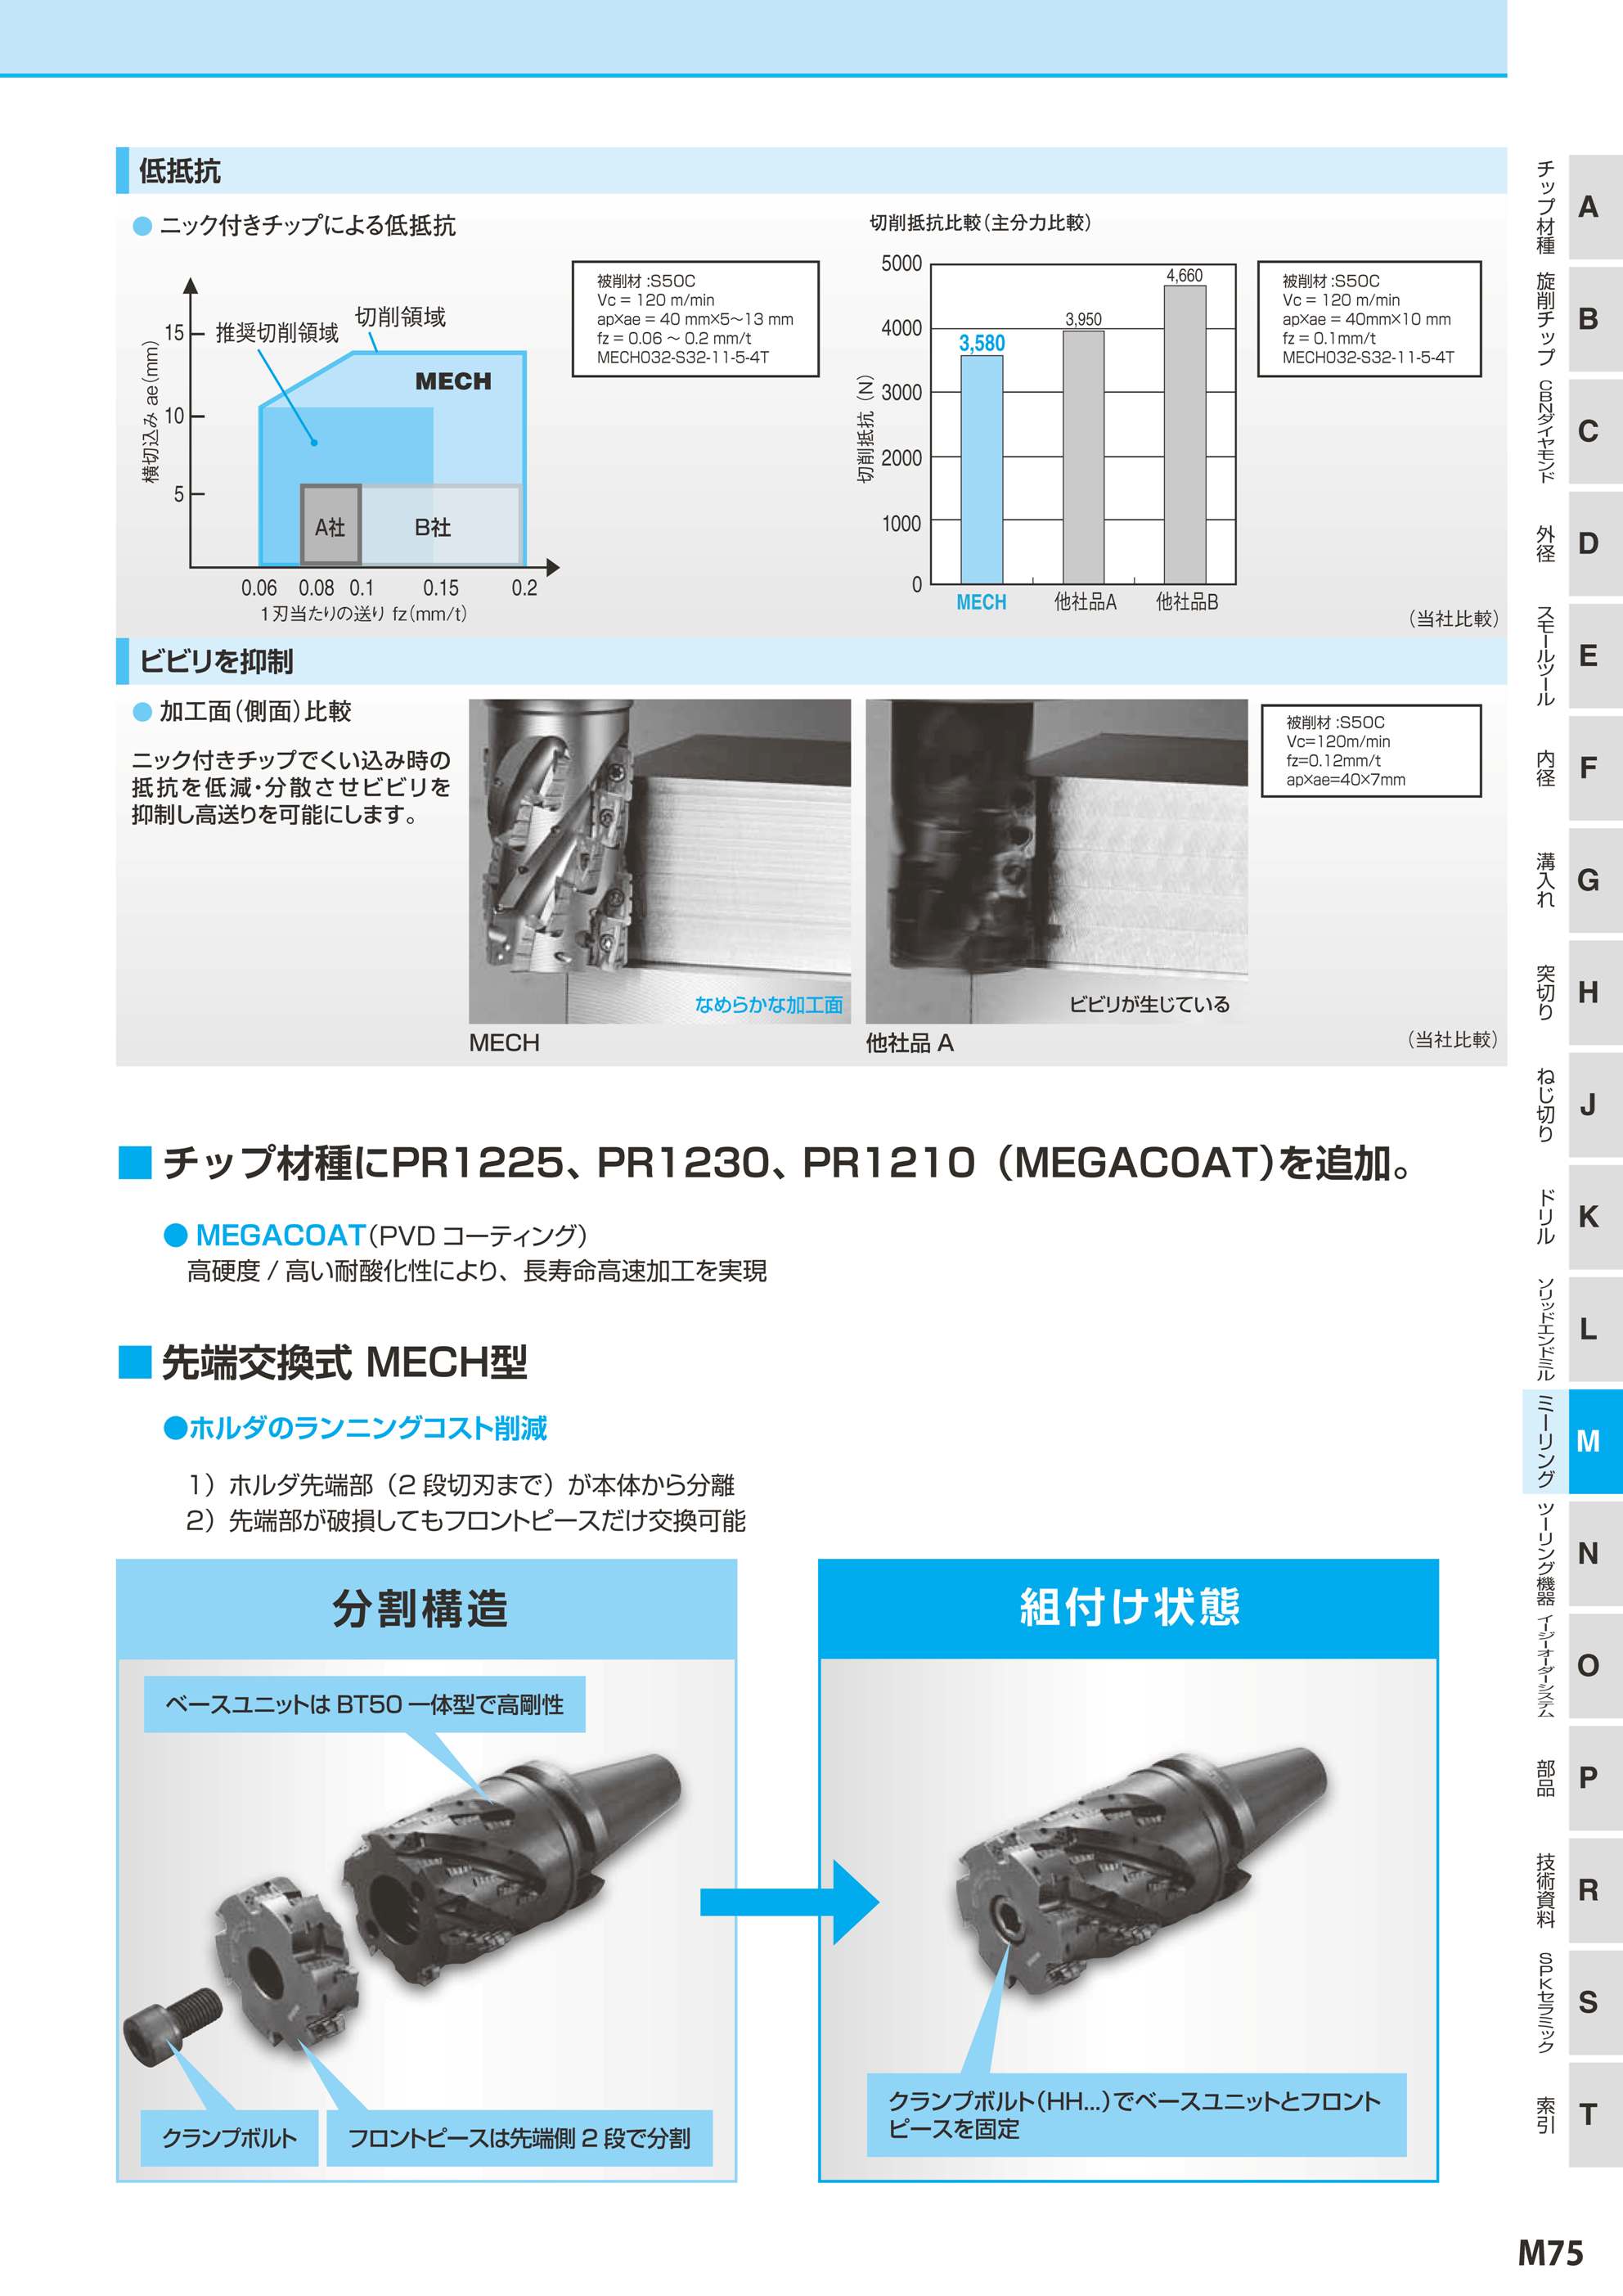 低抵抗
● ニック付きチップによる低抵抗
横切込み ae(mm)
15
10
5
推奨切削領域
切削領域
MECH
A社
B社
0.06 0.08 0.1 0.15 0.2
1刃当たりの送り fz(mm/t)
被削材 :S50C
Vc = 120 m/min
ap×ae = 40 mm×5～13 mm
fz = 0.06 ～ 0.2 mm/t
MECH032-S32-11-5-4T
切削抵抗比較(主分力比較)
切削抵抗 (N)
5000
4000
3000
2000
1000
0
3,580
3,950
4,660
MECH 他社品A 他社品B
被削材 :S50C
Vc = 120 m/min
ap×ae = 40mm×10 mm
fz = 0.1mm/t
MECH032-S32-11-5-4T
(当社比較)
ビビリを抑制
● 加工面(側面)比較
ニック付きチップでくい込み時の
抵抗を低減・分散させビビリを
抑制し高送りを可能にします。
なめらかな加工面
MECH
ビビリが生じている
他社品 A
被削材 :S50C
Vc=120m/min
fz=0.12mm/t
ap×ae=40×7mm
(当社比較)
■ チップ材種にPR1225、PR1230、PR1210（MEGACOAT)を追加。
● MEGACOAT(PVD コーティング)
高硬度 / 高い耐酸化性により、長寿命高速加工を実現
■ 先端交換式 MECH型
●ホルダのランニングコスト削減
1）ホルダ先端部（2 段切刃まで）が本体から分離
2）先端部が破損してもフロントピースだけ交換可能
分割構造
ベースユニットは BT50 一体型で高剛性
クランプボルト
フロントピースは先端側 2 段で分割
組付け状態
クランプボルト(HH...)でベースユニットとフロント
ピースを固定
チップ材種 A
旋削チップ B
CBNダイヤモンド C
外径 D
スモールツール E
内径 F
溝入れ G
突切り H
ねじ切り J
ドリル K
ソリッドエンドミル L
ミーリング M
ツーリング機器 N
イージーオーダーシステム O
部品 P
技術資料 R
SPKセラミック S
索引 T
M75